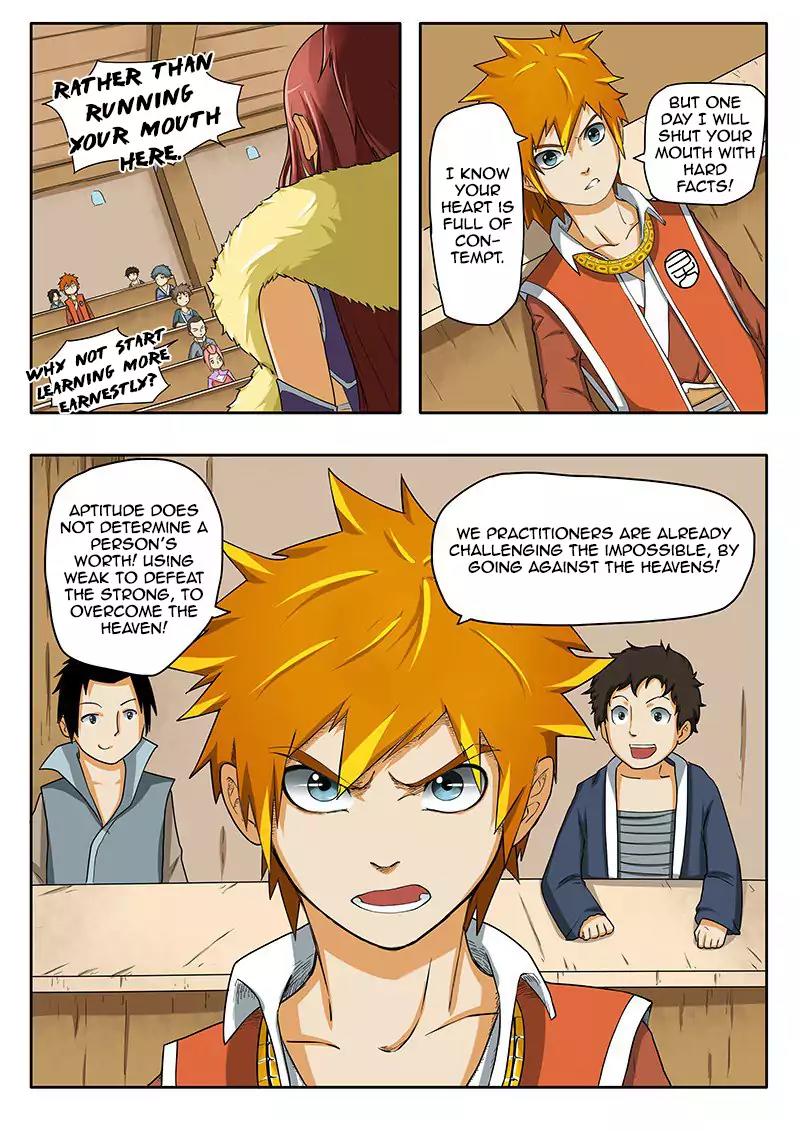 RATHER THAN
RUNNING
YOUR MOUTH
HERE.
WHY NOT START
LEARNING MORE
EARNESTLY?
I KNOW
YOUR
HEART IS
FULL OF
CON-
TEMPT.
BUT ONE
DAY I WILL
SHUT YOUR
MOUTH WITH
HARD
FACTS!
APTITUDE DOES
NOT DETERMINE A
PERSON'S
WORTH! USING
WEAK TO DEFEAT
THE STRONG, TO
OVERCOME THE
HEAVEN!
WE PRACTITIONERS ARE ALREADY
CHALLENGING THE IMPOSSIBLE, BY
GOING AGAINST THE HEAVENS!